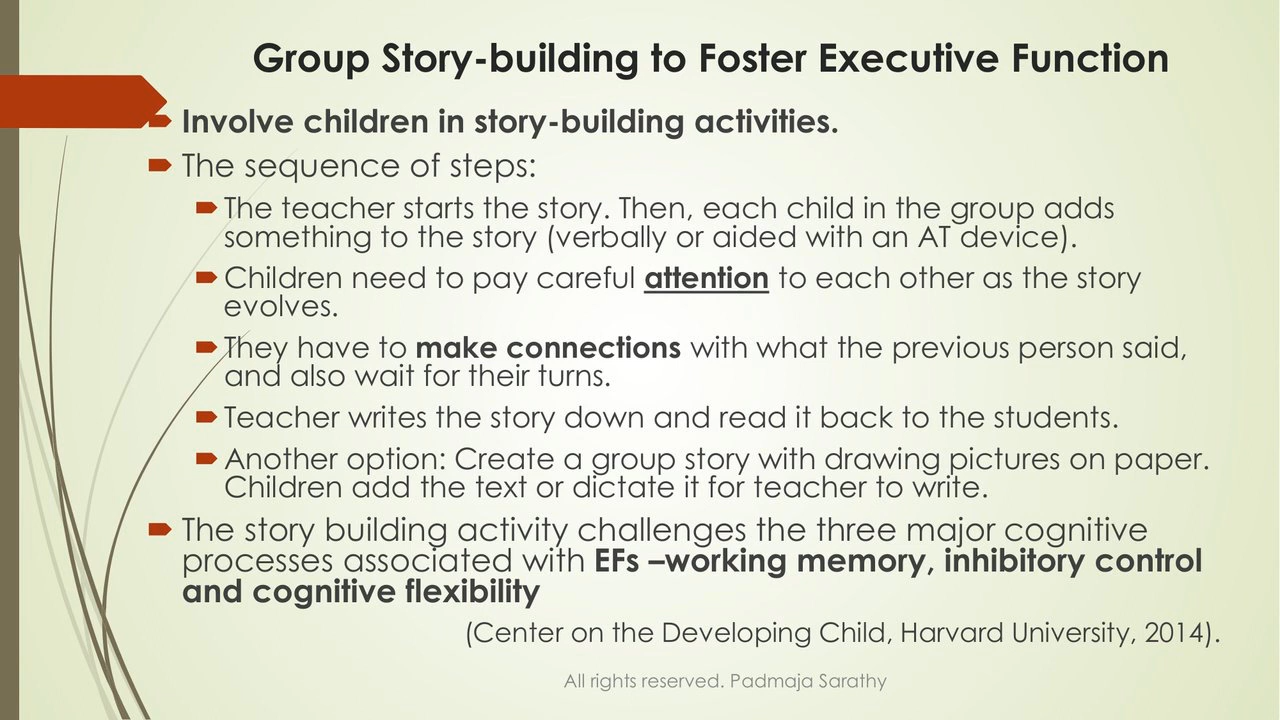 Group Story-building to Foster Executive Function
Involve children in story-building activities.
The sequence of steps:
The teacher starts the story. Then, each child in the group adds
something to the story (verbally or aided with an AT device).
Children need to pay careful attention to each other as the story
evolves.
They have to make connections with what the previous person said,
and also wait for their turns.
Teacher writes the story down and read it back to the students.
Another option: Create a group story with drawing pictures on paper.
Children add the text or dictate it for teacher to write.
The story building activity challenges the three major cognitive
processes associated with EFs –working memory, inhibitory control
and cognitive flexibility
(Center on the Developing Child, Harvard University, 2014).
All rights reserved. Padmaja Sarathy